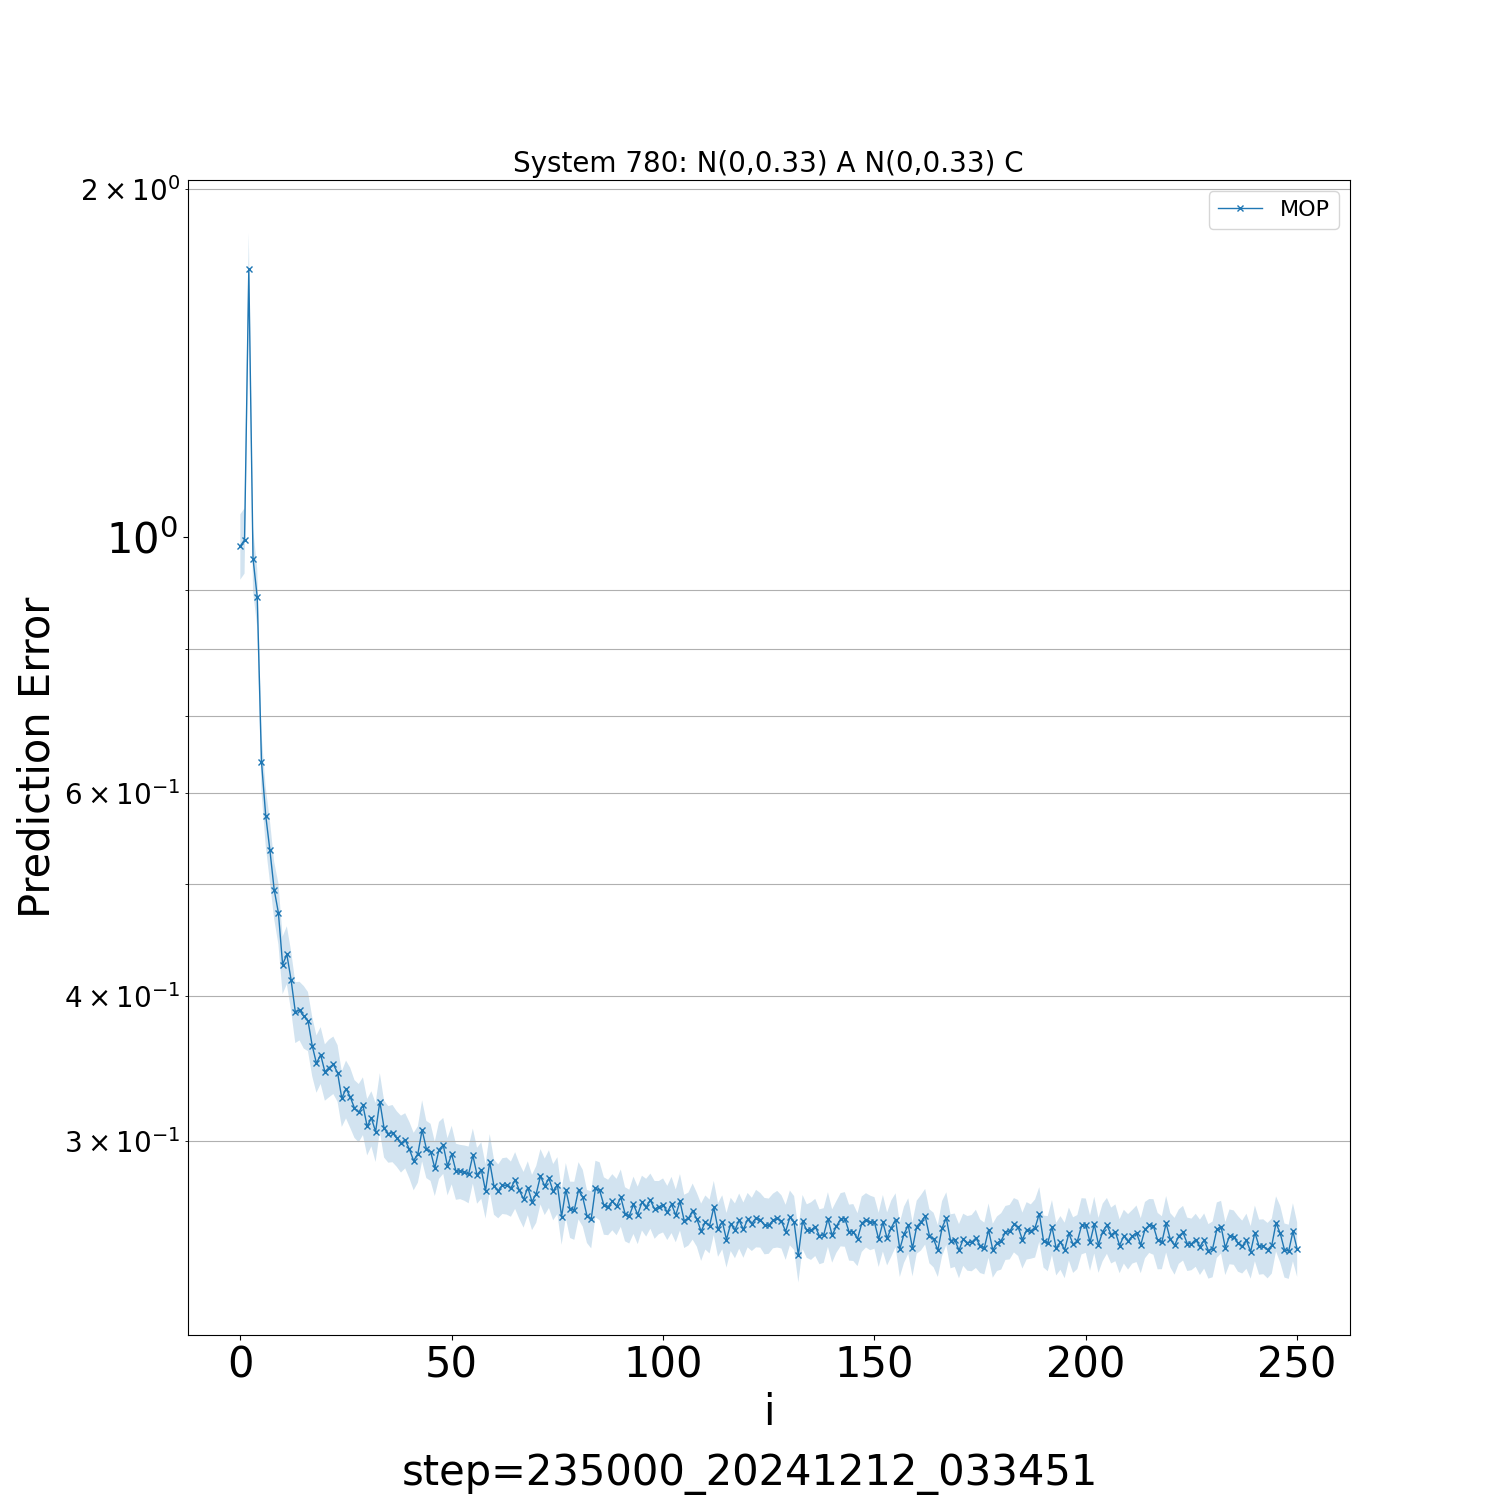 System 780: N(0,0.33) A N(0,0.33) C
2 × 10⁰
MOP
10⁰
6 × 10⁻¹
4 × 10⁻¹
3 × 10⁻¹
Prediction Error
0 50 100 150 200 250
i
step=235000_20241212_033451